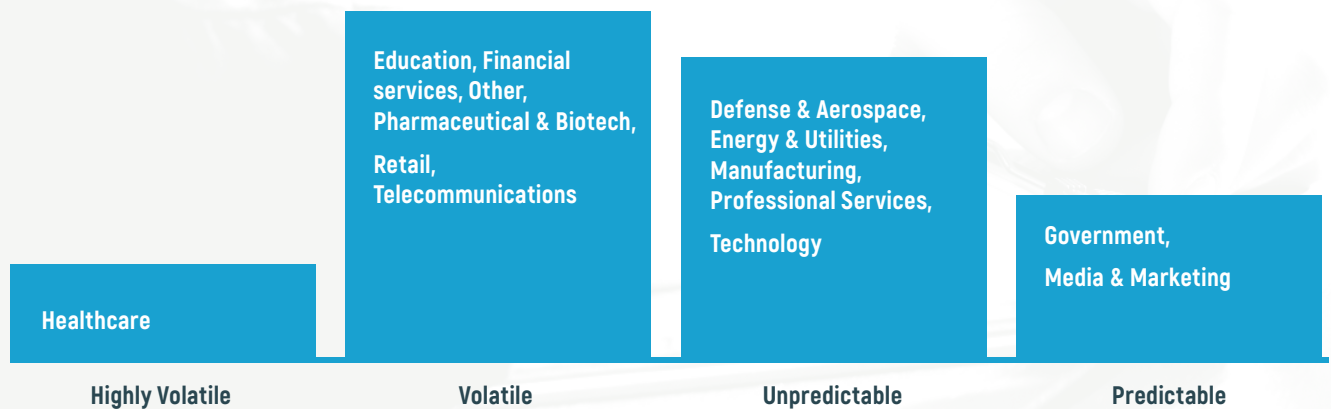 Education, Financial
services, Other,
Pharmaceutical & Biotech,
Retail,
Telecommunications
Defense & Aerospace,
Energy & Utilities,
Manufacturing,
Professional Services,
Technology
Government,
Media & Marketing
Healthcare
Highly Volatile
Volatile
Unpredictable
Predictable